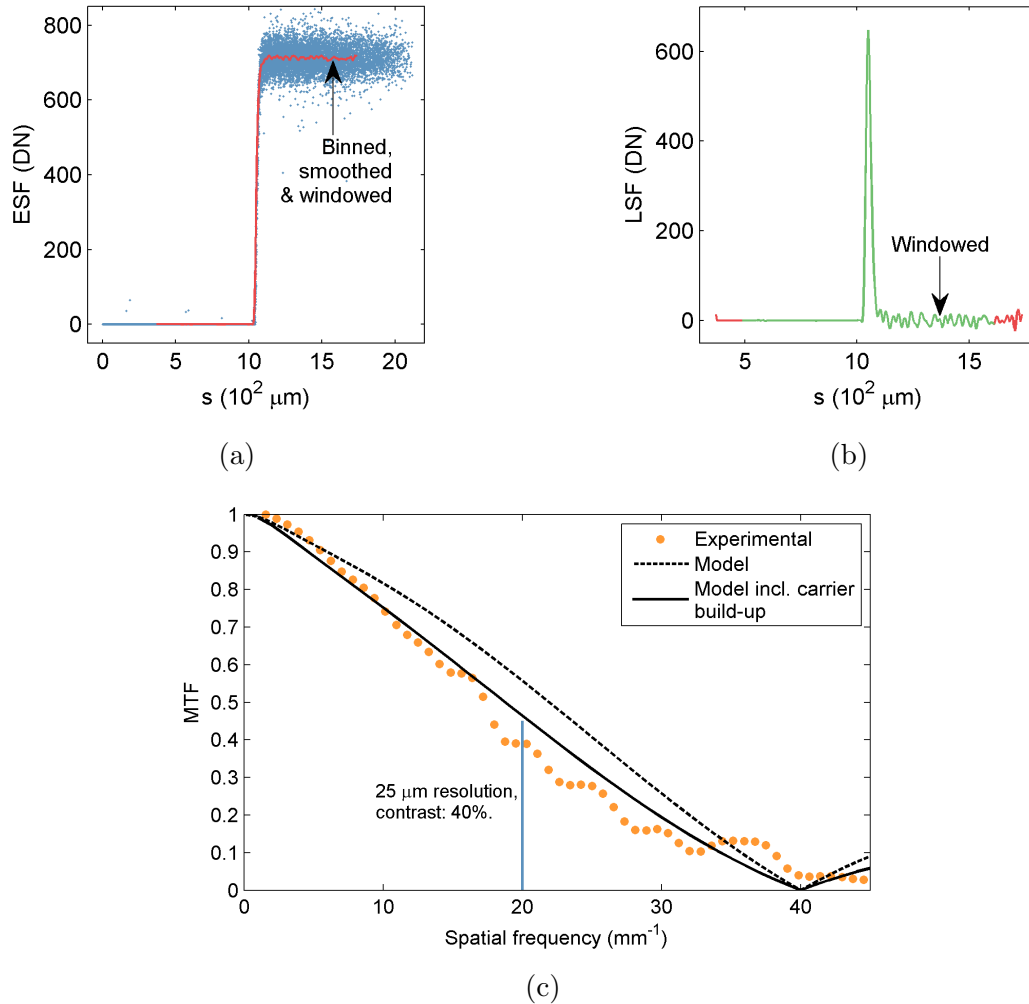 800
600
400
200
0
ESF (DN)
Binned,
smoothed
& windowed
0 5 10 15 20
s (10² μm)
(a)
600
400
200
0
LSF (DN)
Windowed
5 10 15
s (10² μm)
(b)
1
0.9
0.8
0.7
0.6
0.5
0.4
0.3
0.2
0.1
0
MTF
Experimental
Model
Model incl. carrier
build-up
25 μm resolution,
contrast: 40%.
0 10 20 30 40
Spatial frequency (mm⁻¹)
(c)